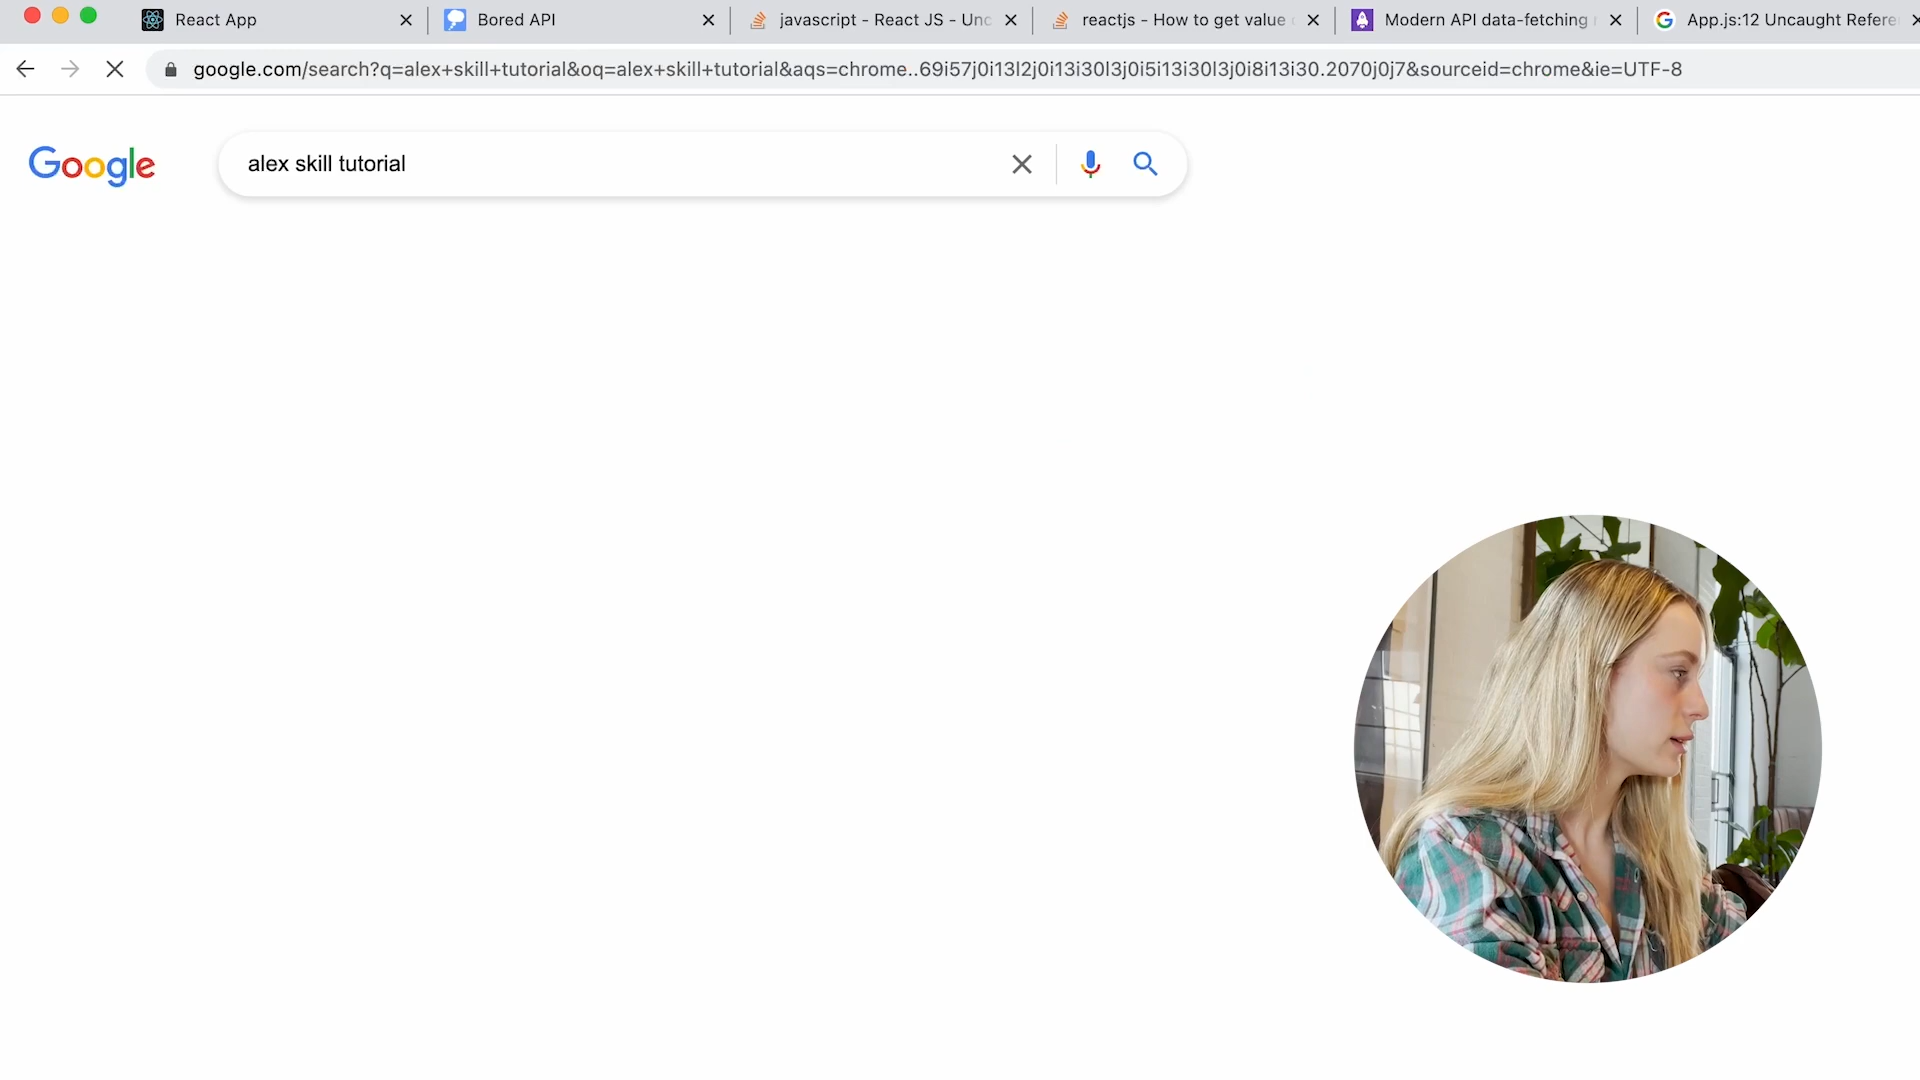 React App
Bored API
javascript - React JS - Unc
reactjs - How to get value
Modern API data-fetching
App.js:12 Uncaught Refere
google.com/search?q=alex+skill+tutorial&oq=alex+skill+tutorial&aqs=chrome..69i57j0i13l2j0i13i30l3j0i5i13i30l3j0i8i13i30.2070j0j7&sourceid=chrome&ie=UTF-8
Google
alex skill tutorial